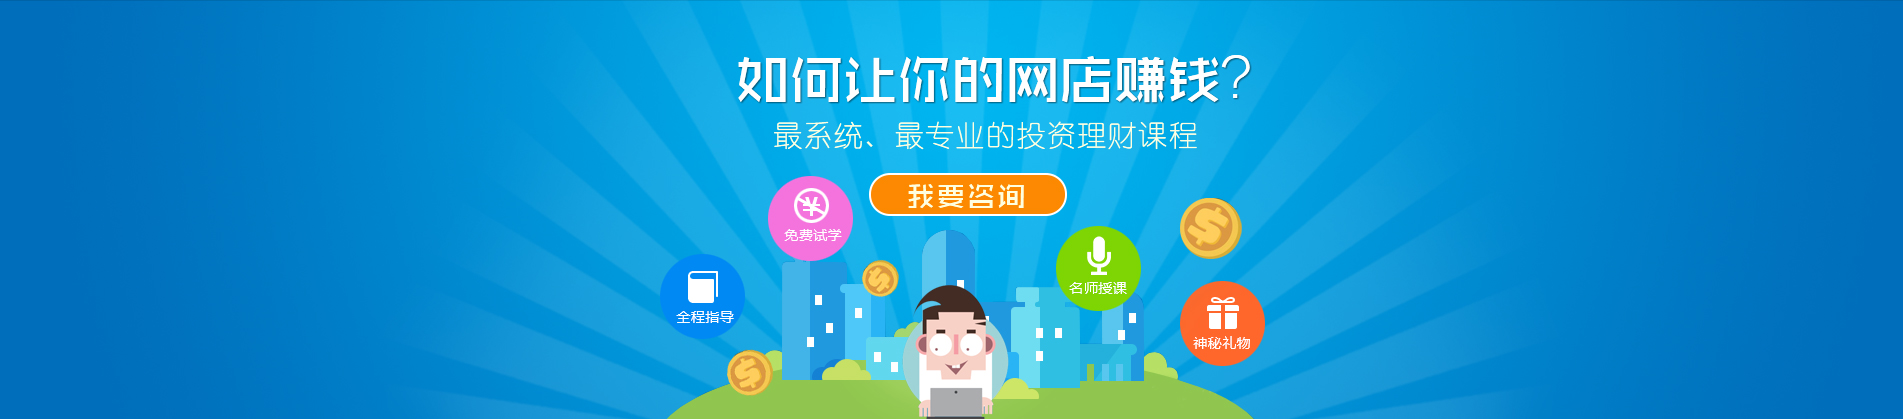 如何让你的网店赚钱?
最系统、最专业的投资理财课程
我要咨询
免费试学
名师授课
全程指导
神秘礼物